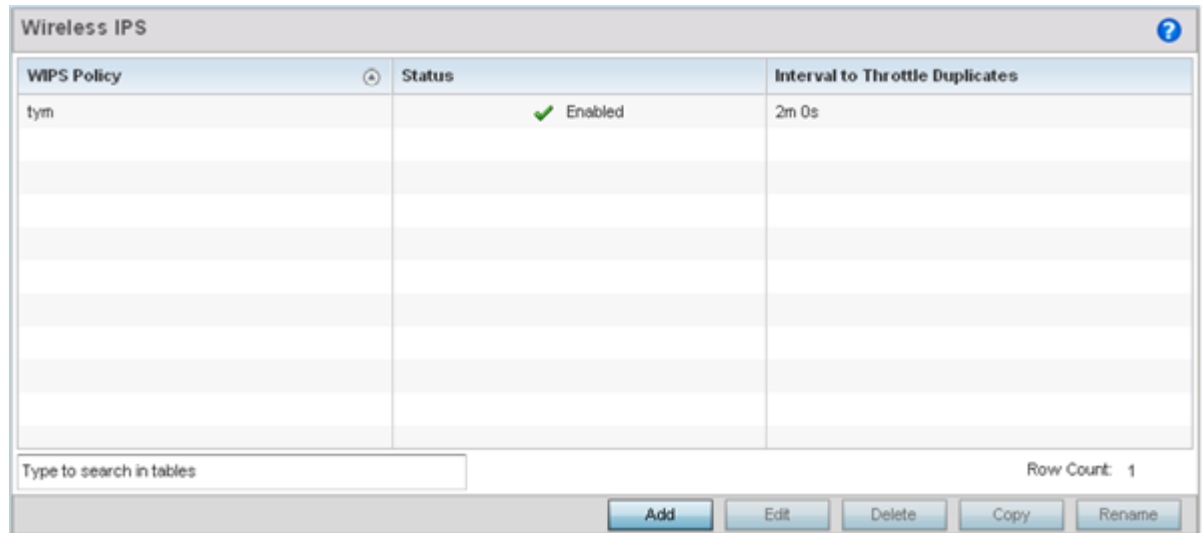 Wireless IPS
WIPS Policy Status Interval to Throttle Duplicates
tym Enabled 2m 0s
Type to search in tables Row Count: 1
Add Edit Delete Copy Rename